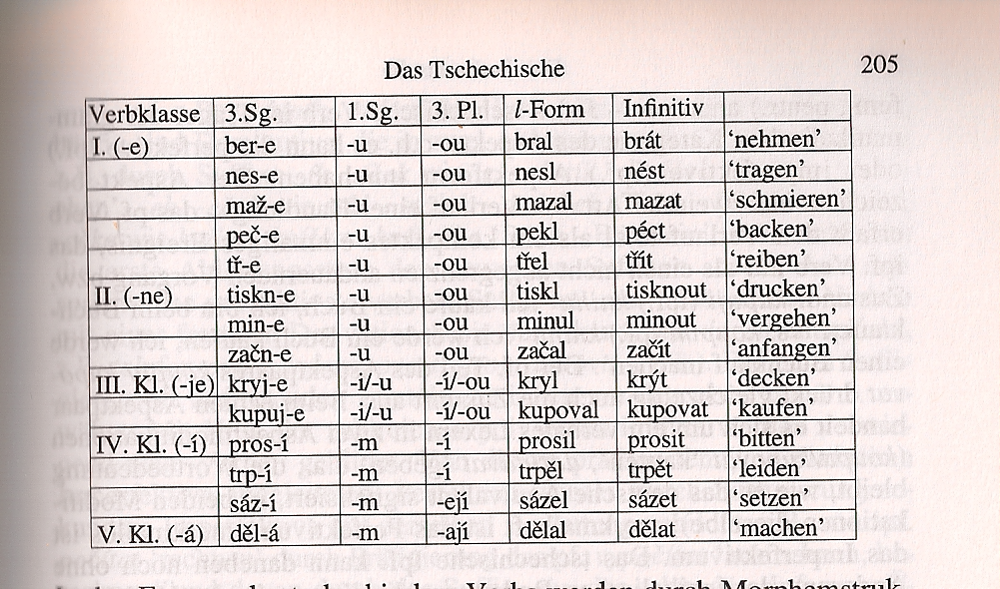 Das Tschechische 205
Verbklasse 3.Sg. 1.Sg. 3. Pl. l-Form Infinitiv
I. (-e) ber-e -u -ou bral brát ‘nehmen’
nes-e -u -ou nesl nést ‘tragen’
maž-e -u -ou mazal mazat ‘schmieren’
peč-e -u -ou pekl péct ‘backen’
tř-e -u -ou třel třít ‘reiben’
II. (-ne) tiskn-e -u -ou tiskl tisknout ‘drucken’
min-e -u -ou minul minout ‘vergehen’
začn-e -u -ou začal začít ‘anfangen’
III. Kl. (-je) kryj-e -i/-u -í/-ou kryl krýt ‘decken’
kupuj-e -i/-u -í/-ou kupoval kupovat ‘kaufen’
IV. Kl. (-í) pros-í -m -í prosil prosit ‘bitten’
trp-í -m -í trpěl trpět ‘leiden’
sáz-í -m -ejí sázel sázet ‘setzen’
V. Kl. (-á) děl-á -m -ají dělal dělat ‘machen’